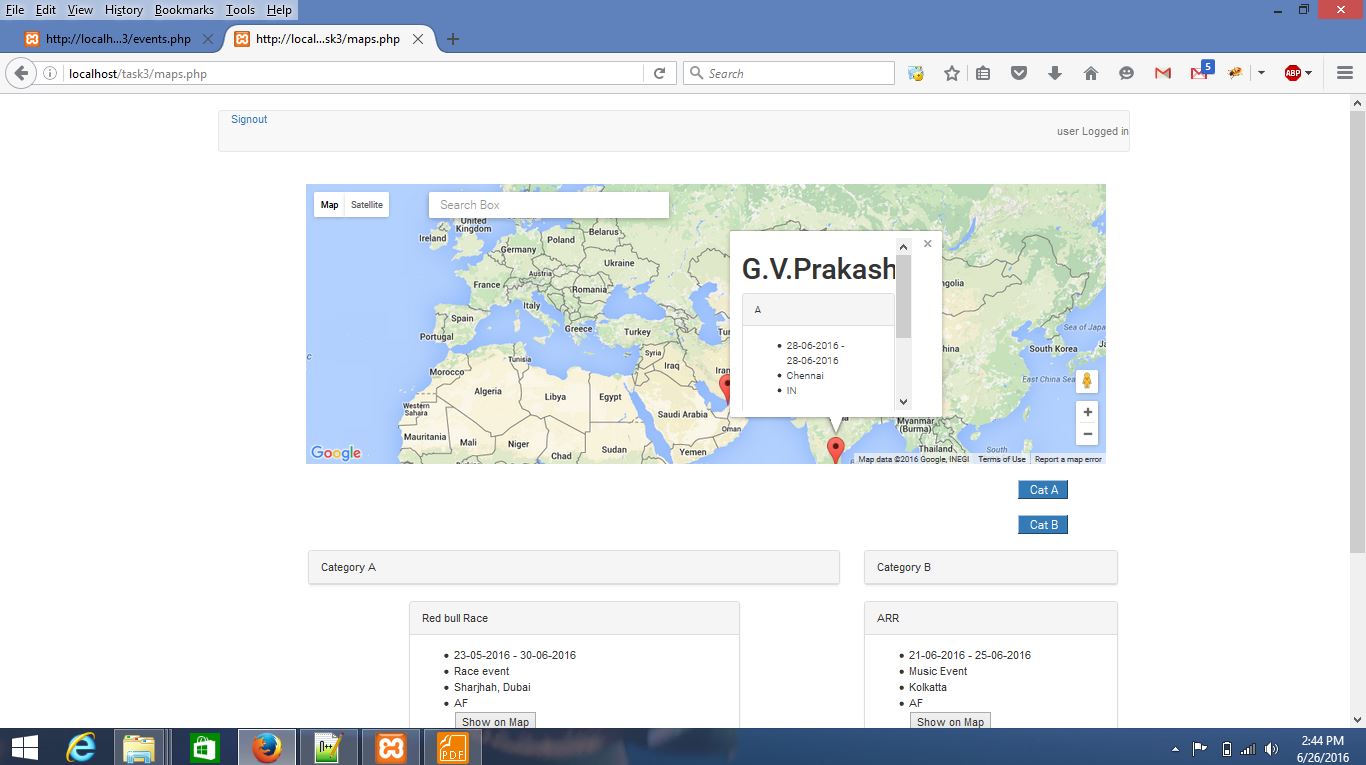 File Edit View History Bookmarks Tools Help
http://localh...3/events.php
http://local...sk3/maps.php
localhost/task3/maps.php
Search
5
ABP
Signout
user Logged in
Map Satellite
Search Box
United Kingdom
Ireland
Belarus
Poland
Germany
Ukraine
Austria
France
Romania
Italy
Spain
Greece
Turkey
Portugal
Syria
Tunisia
Iraq
Iran
Morocco
Algeria
Libya
Egypt
Western Sahara
Saudi Arabia
Oman
Mauritania
Mali
Niger
Chad
Sudan
Yemen
G.V.Prakash
A
28-06-2016 -
28-06-2016
Chennai
IN
ngolia
Sea of Japa
South Korea
East China Sea
Myanmar (Burma)
Thailand
South
Google
Map data ©2016 Google, INEGI Terms of Use Report a map error
Cat A
Cat B
Category A
Category B
Red bull Race
23-05-2016 - 30-06-2016
Race event
Sharjhah, Dubai
AF
Show on Map
ARR
21-06-2016 - 25-06-2016
Music Event
Kolkatta
AF
Show on Map
N++
PDF
2:44 PM
6/26/2016